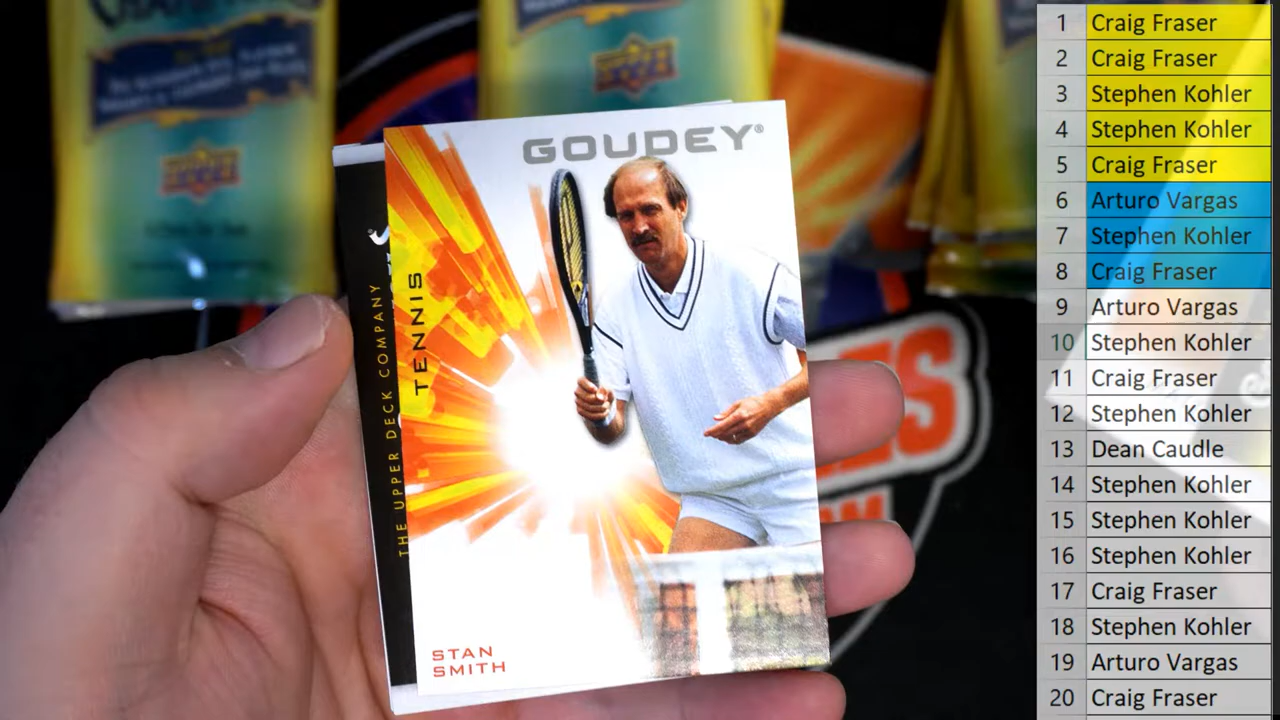 GOUDEY®
TENNIS
THE UPPER DECK COMPANY
STAN
SMITH
1 Craig Fraser
2 Craig Fraser
3 Stephen Kohler
4 Stephen Kohler
5 Craig Fraser
6 Arturo Vargas
7 Stephen Kohler
8 Craig Fraser
9 Arturo Vargas
10 Stephen Kohler
11 Craig Fraser
12 Stephen Kohler
13 Dean Caudle
14 Stephen Kohler
15 Stephen Kohler
16 Stephen Kohler
17 Craig Fraser
18 Stephen Kohler
19 Arturo Vargas
20 Craig Fraser